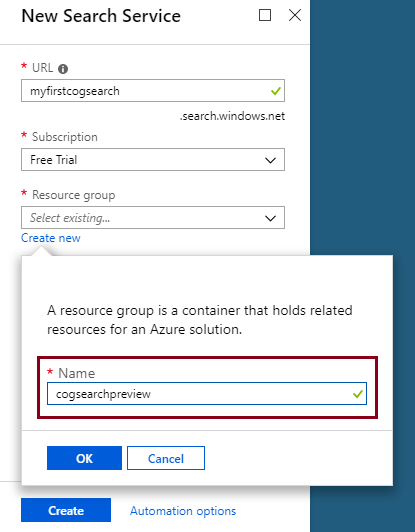 New Search Service
* URL
myfirstcogsearch
.search.windows.net
* Subscription
Free Trial
* Resource group
Select existing...
Create new
A resource group is a container that holds related
resources for an Azure solution.
* Name
cogsearchpreview
OK Cancel
Create Automation options